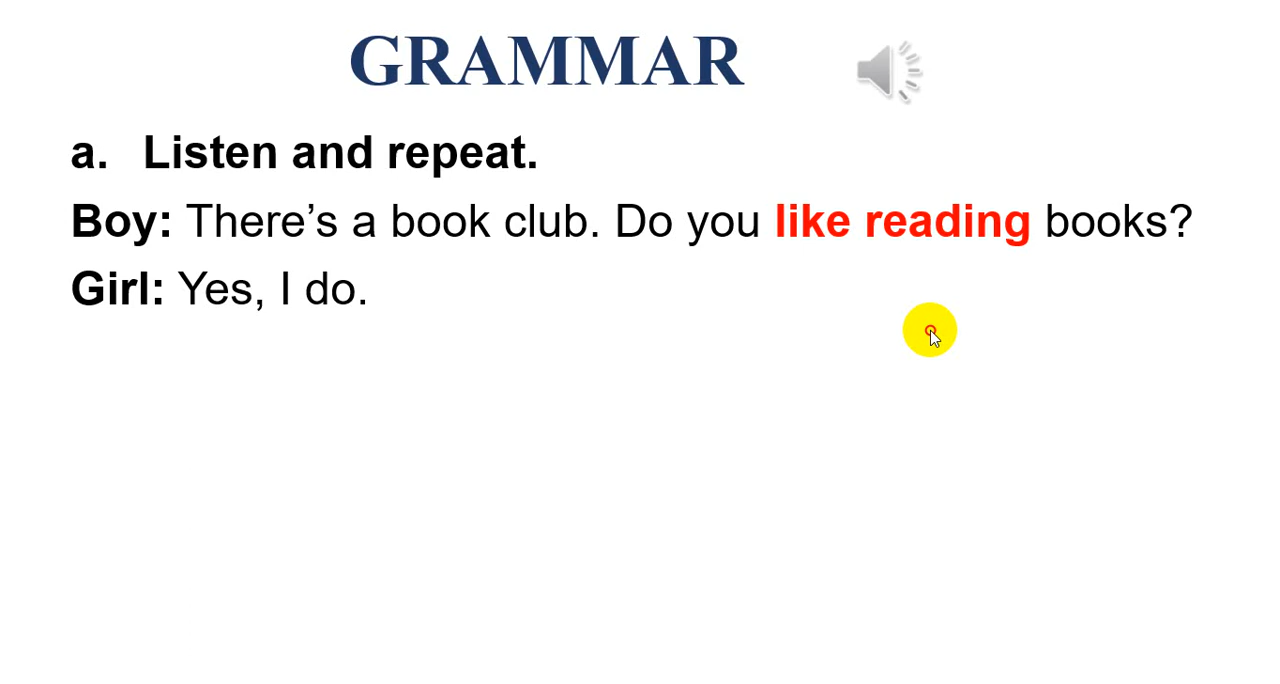 GRAMMAR
a. Listen and repeat.
Boy: There’s a book club. Do you like reading books?
Girl: Yes, I do.